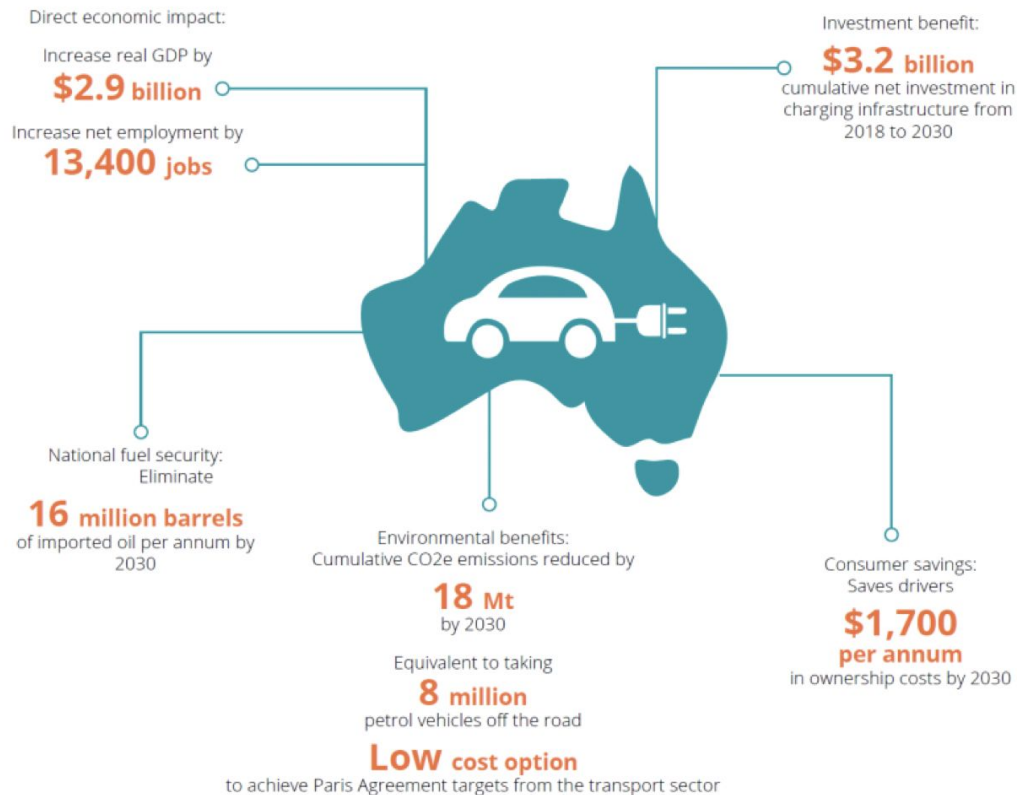 Direct economic impact:
Increase real GDP by
$2.9 billion
Increase net employment by
13,400 jobs
Investment benefit:
$3.2 billion
cumulative net investment in
charging infrastructure from
2018 to 2030
National fuel security:
Eliminate
16 million barrels
of imported oil per annum by
2030
Environmental benefits:
Cumulative CO2e emissions reduced by
18 Mt
by 2030
Equivalent to taking
8 million
petrol vehicles off the road
Low cost option
to achieve Paris Agreement targets from the transport sector
Consumer savings:
Saves drivers
$1,700
per annum
in ownership costs by 2030